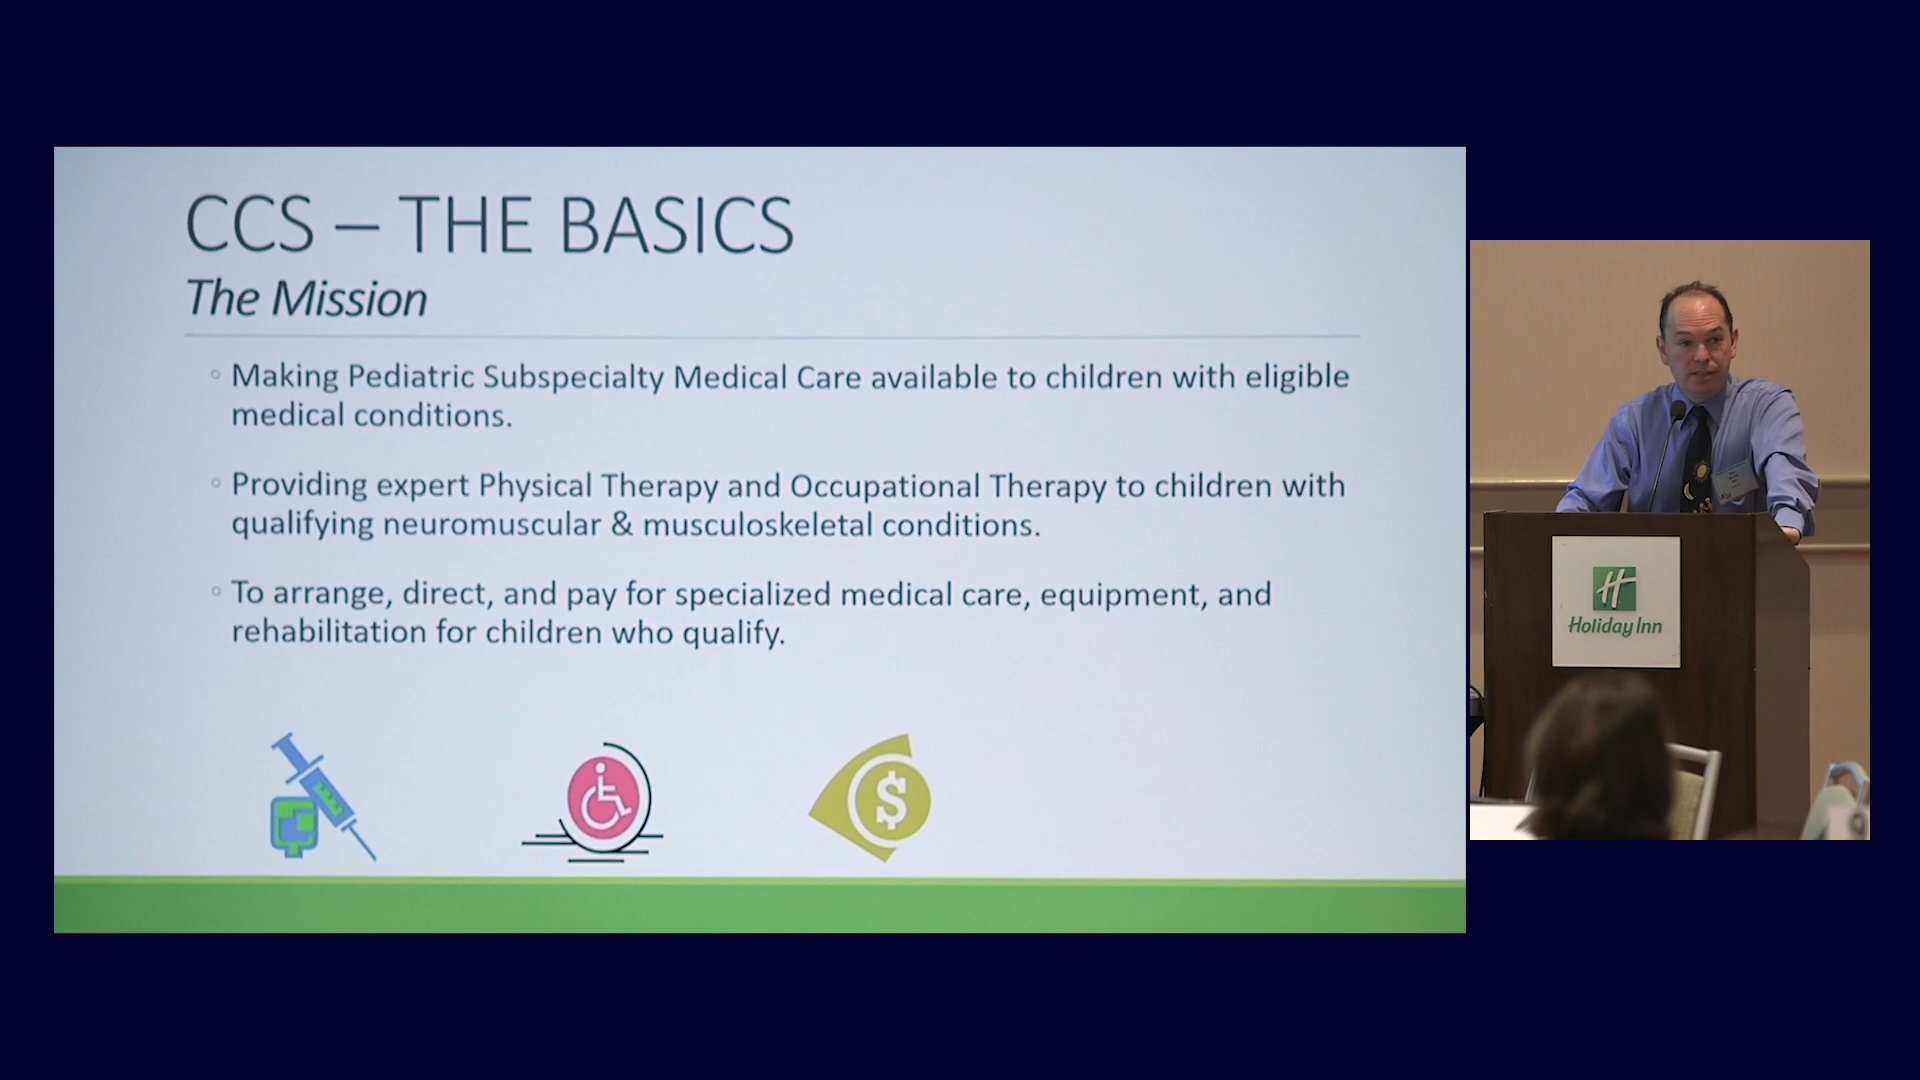 CCS – THE BASICS
The Mission
◦ Making Pediatric Subspecialty Medical Care available to children with eligible
medical conditions.
◦ Providing expert Physical Therapy and Occupational Therapy to children with
qualifying neuromuscular & musculoskeletal conditions.
◦ To arrange, direct, and pay for specialized medical care, equipment, and
rehabilitation for children who qualify.
$
H
Holiday Inn